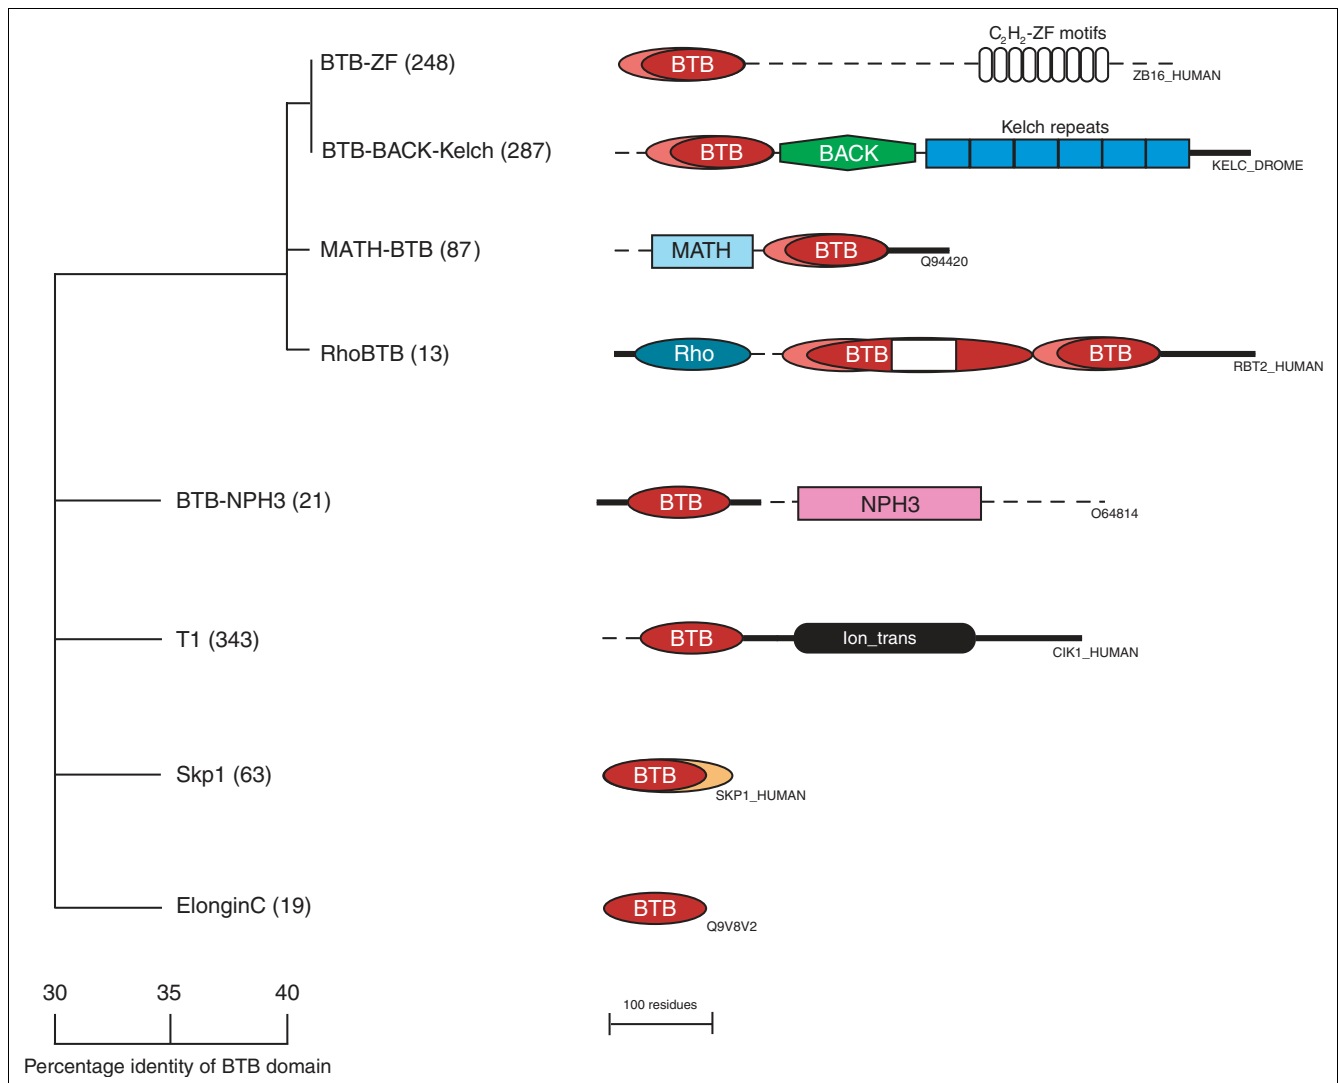 BTB-ZF (248)
BTB
C2H2-ZF motifs
ZB16_HUMAN
BTB-BACK-Kelch (287)
BTB
BACK
Kelch repeats
KELC_DROME
MATH-BTB (87)
MATH
BTB
Q94420
RhoBTB (13)
Rho
BTB
BTB
RBT2_HUMAN
BTB-NPH3 (21)
BTB
NPH3
O64814
T1 (343)
BTB
Ion_trans
CIK1_HUMAN
Skp1 (63)
BTB
SKP1_HUMAN
ElonginC (19)
BTB
Q9V8V2
30 35 40
Percentage identity of BTB domain
100 residues